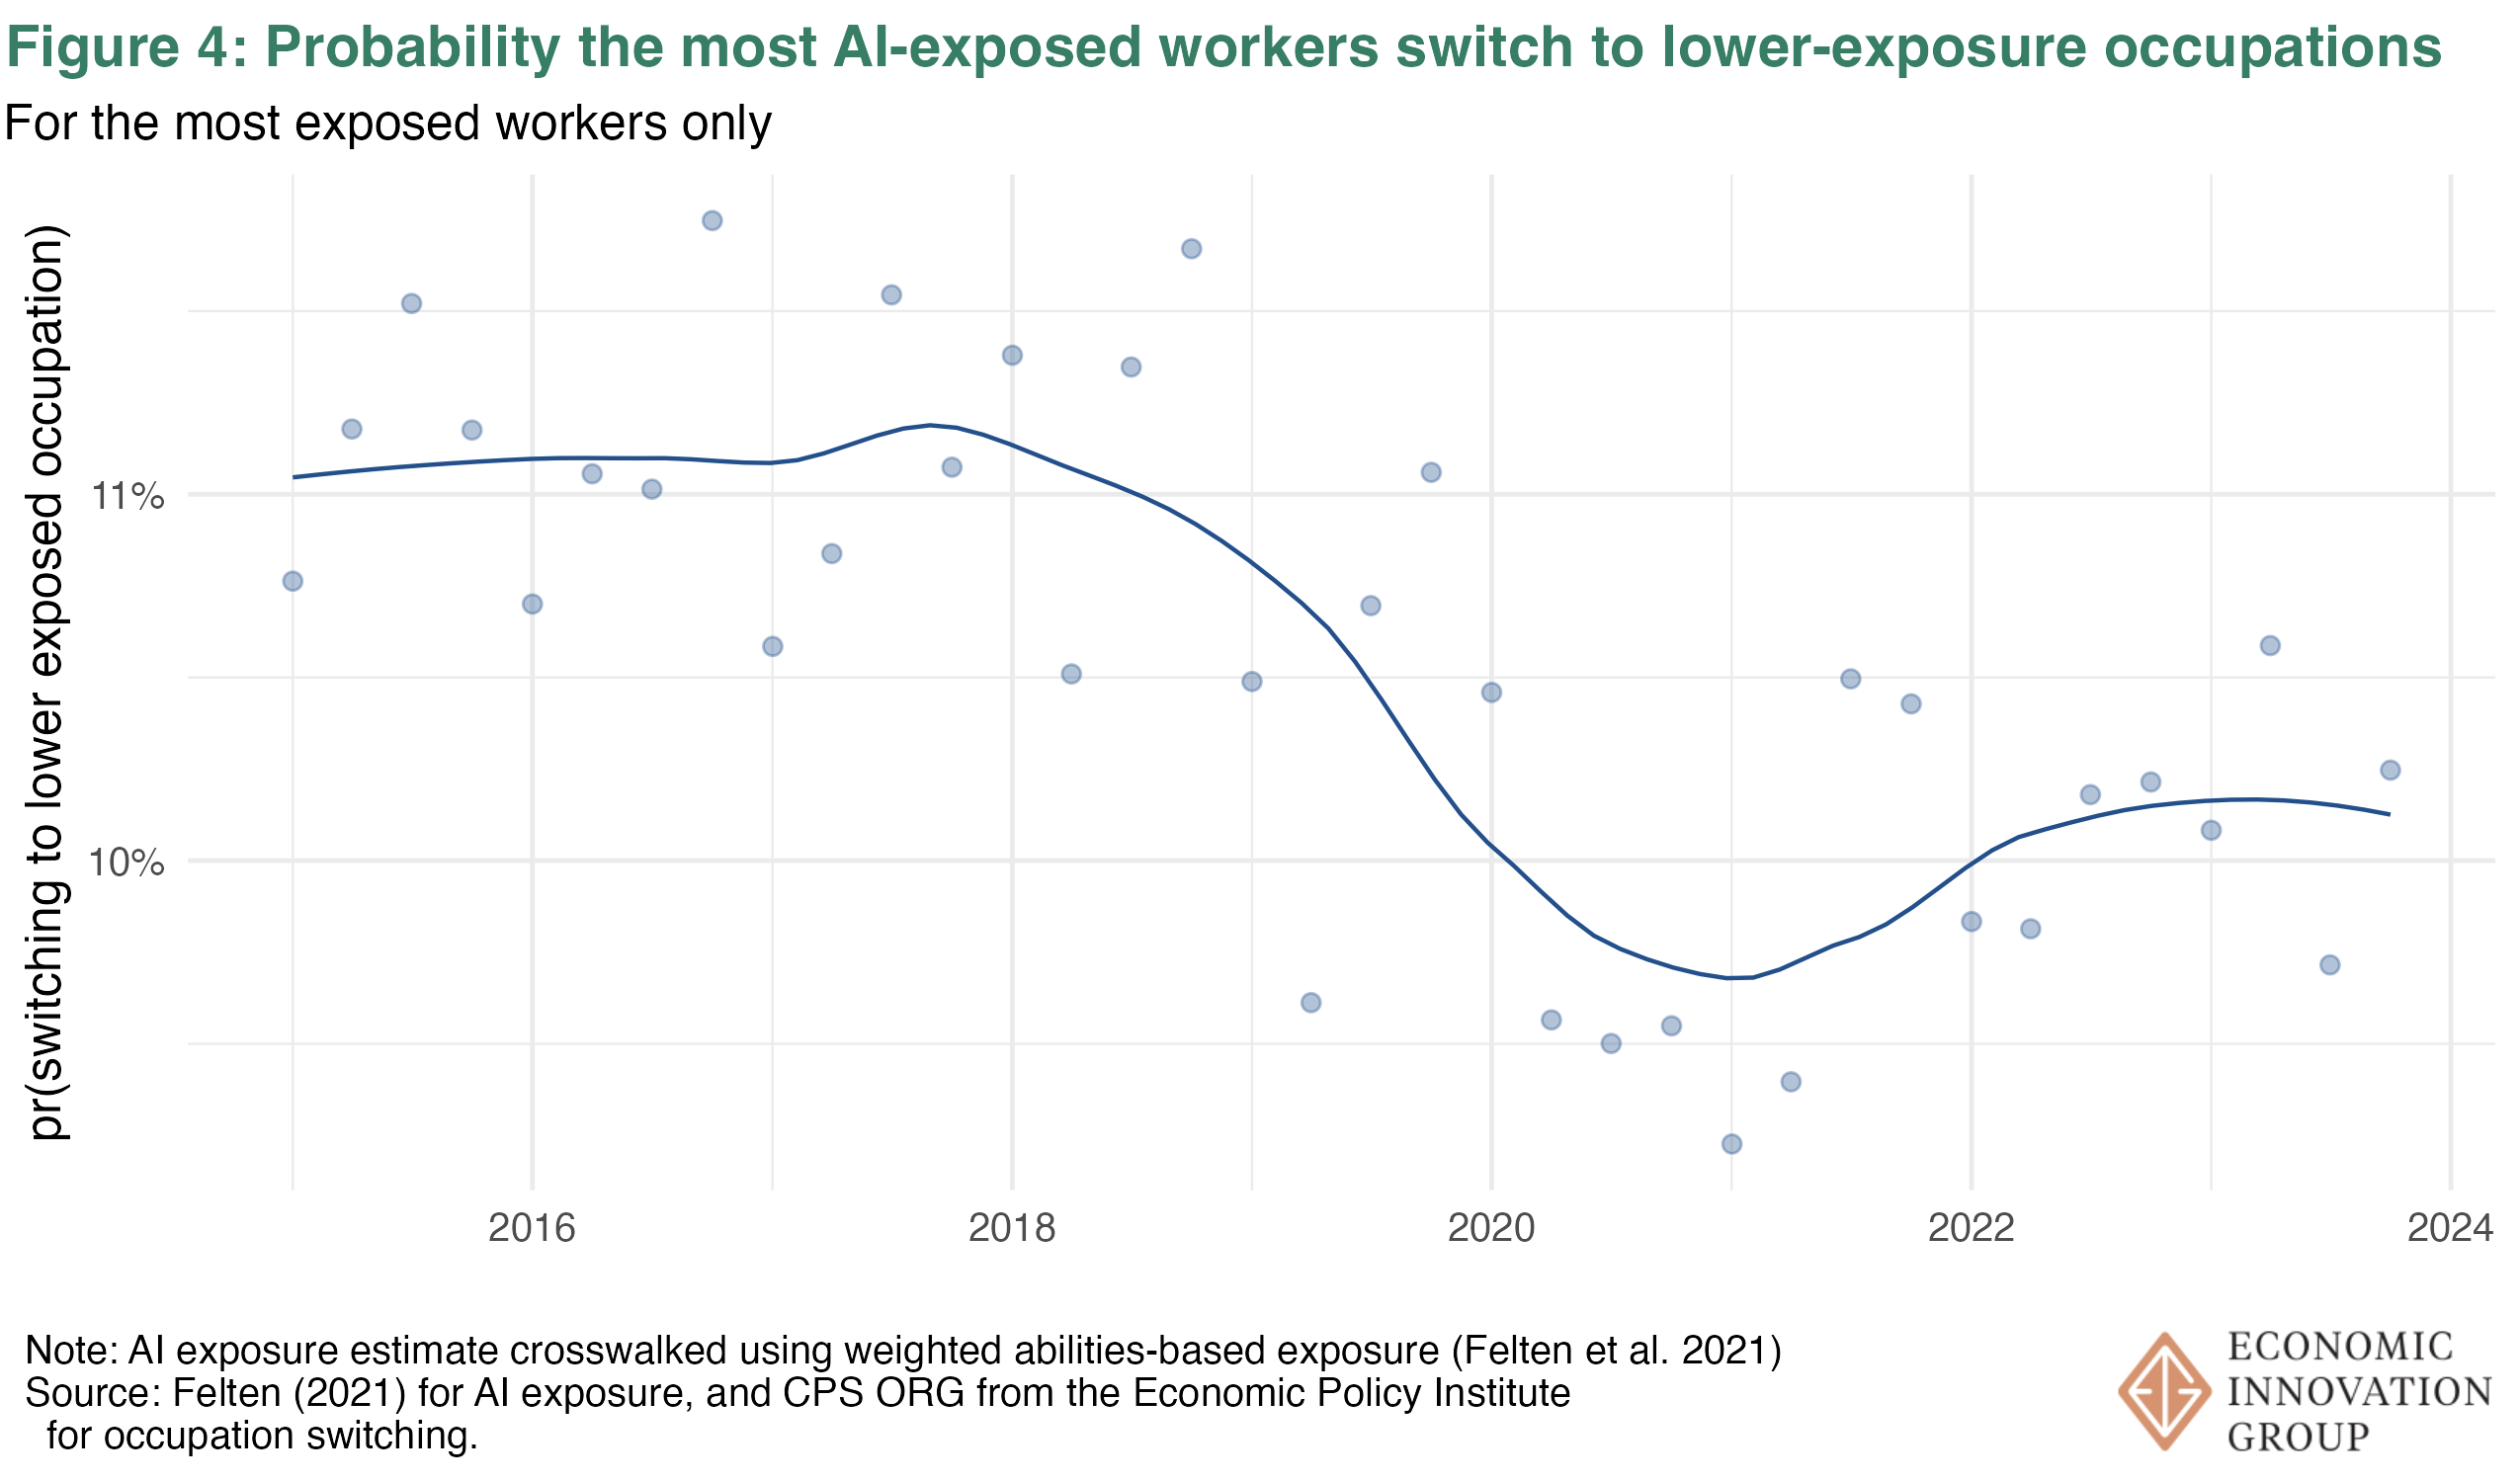 Figure 4: Probability the most AI-exposed workers switch to lower-exposure occupations
For the most exposed workers only
pr(switching to lower exposed occupation)
11%
10%
2016
2018
2020
2022
2024
Note: AI exposure estimate crosswalked using weighted abilities-based exposure (Felten et al. 2021)
Source: Felten (2021) for AI exposure, and CPS ORG from the Economic Policy Institute
for occupation switching.
ECONOMIC
INNOVATION
GROUP